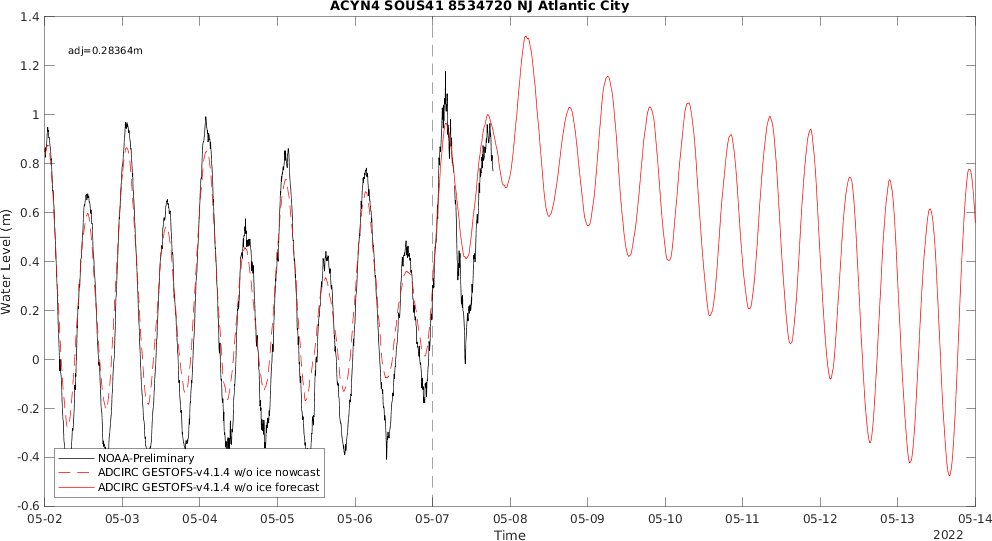 ACYN4 SOUS41 8534720 NJ Atlantic City
adj=0.28364m
Water Level (m)
1.4
1.2
1
0.8
0.6
0.4
0.2
0
-0.2
-0.4
-0.6
NOAA-Preliminary
ADCIRC GESTOFS-v4.1.4 w/o ice nowcast
ADCIRC GESTOFS-v4.1.4 w/o ice forecast
05-02 05-03 05-04 05-05 05-06 05-07 05-08 05-09 05-10 05-11 05-12 05-13 05-14
Time
2022